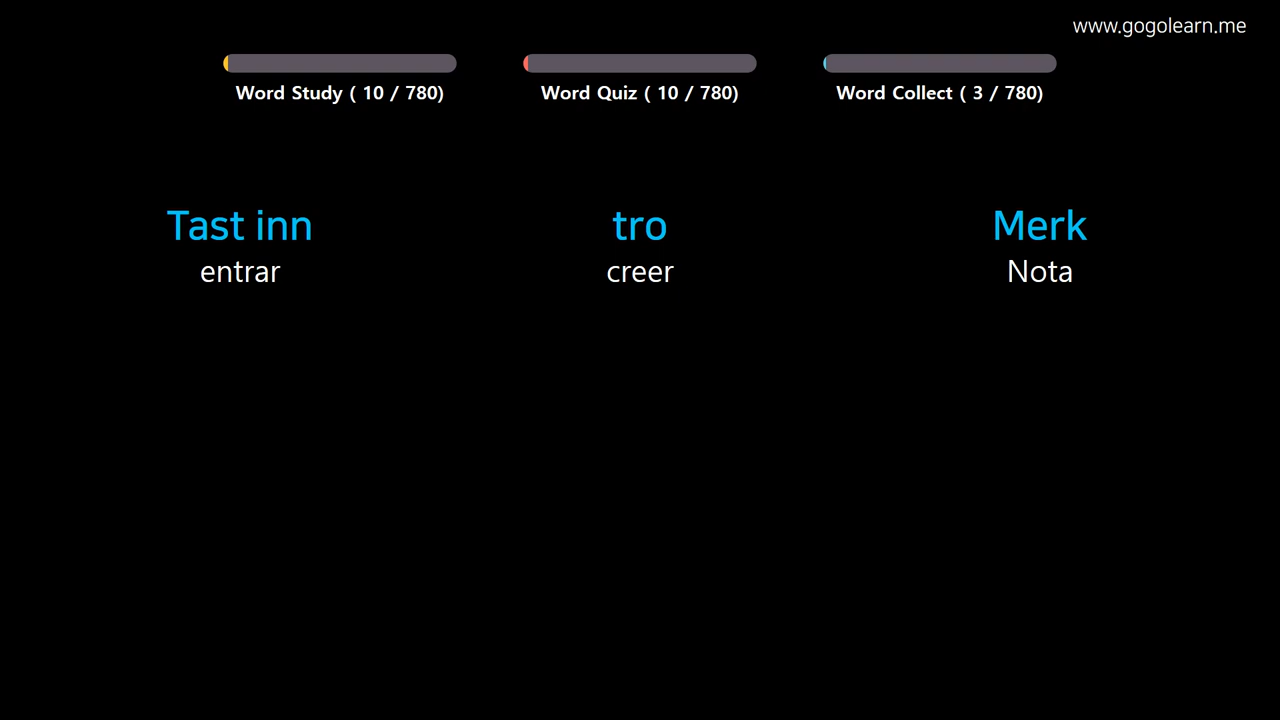 www.gogolearn.me
Word Study ( 10 / 780)
Word Quiz ( 10 / 780)
Word Collect ( 3 / 780)
Tast inn
entrar
tro
creer
Merk
Nota